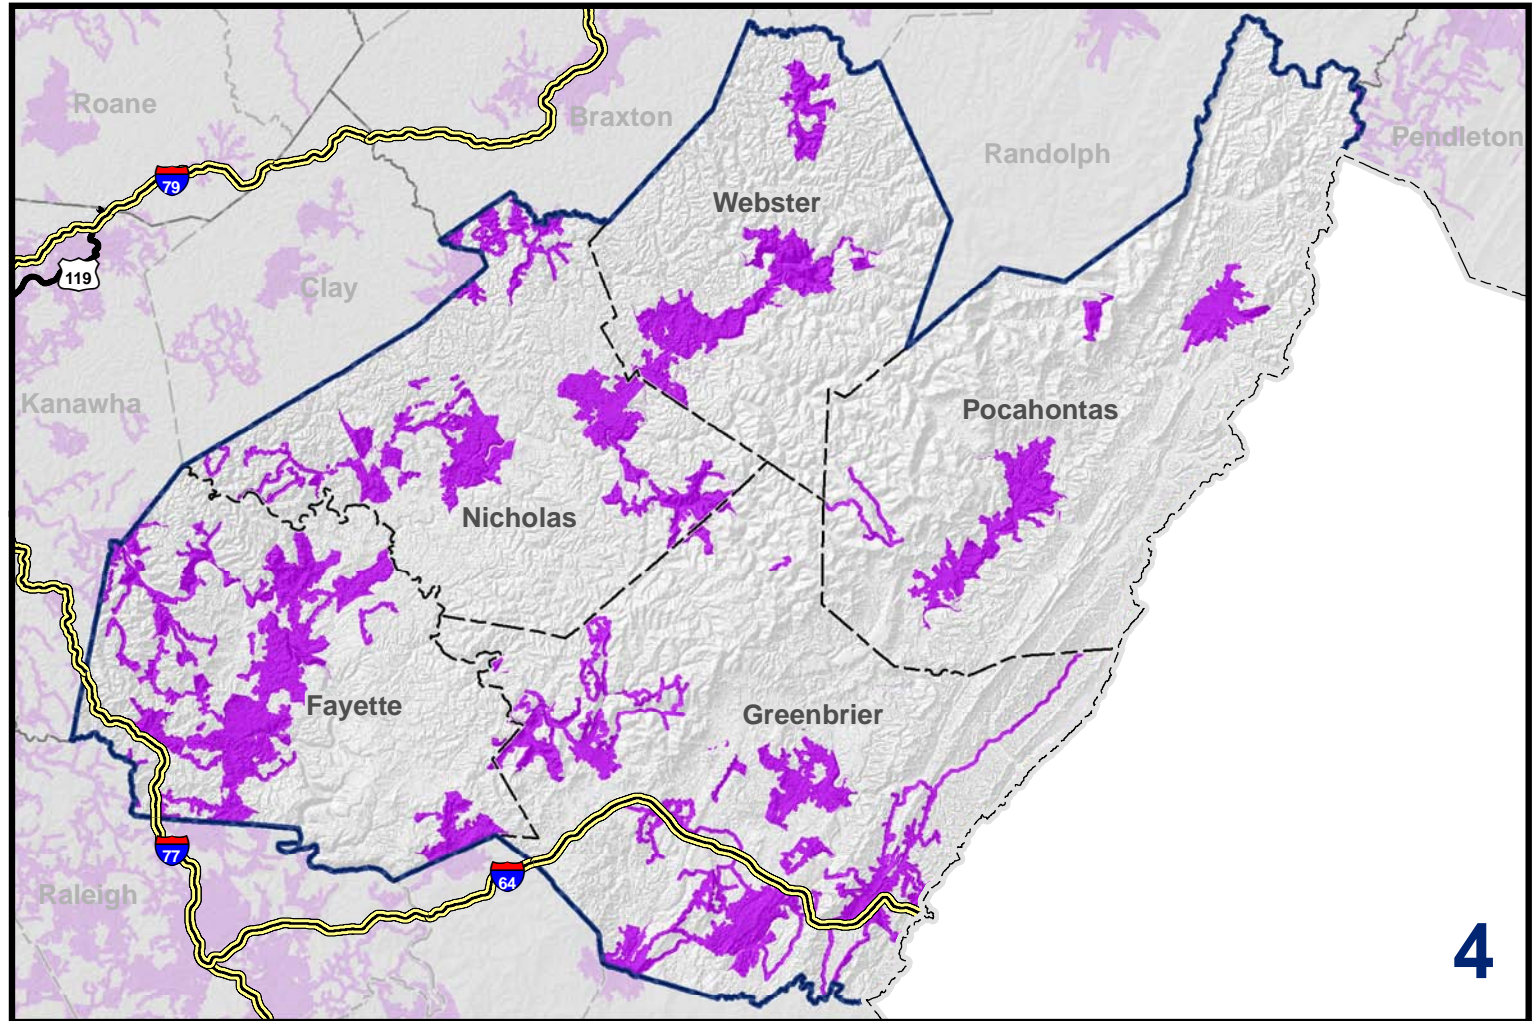 Roane
Braxton
Randolph
Pendleton
79
Webster
119
Clay
Kanawha
Pocahontas
Nicholas
Fayette
Greenbrier
77
64
Raleigh
4